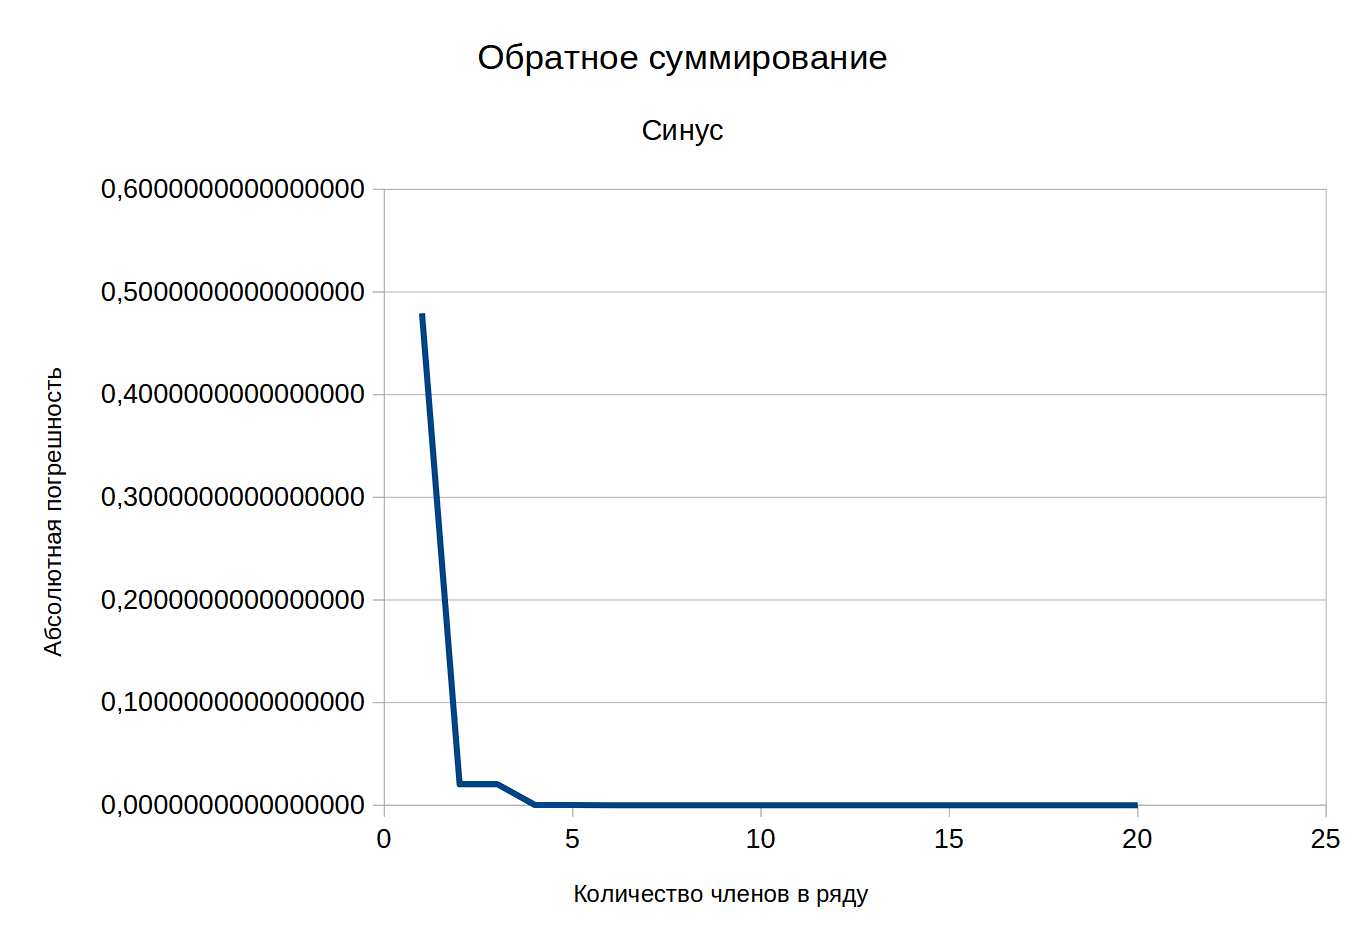 Обратное суммирование
Синус
0,6000000000000000
0,5000000000000000
0,4000000000000000
0,3000000000000000
0,2000000000000000
0,1000000000000000
0,0000000000000000
Абсолютная погрешность
0 5 10 15 20 25
Количество членов в ряду